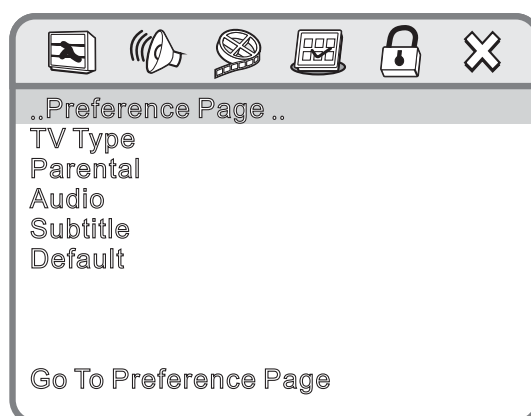 ..Preference Page ..
TV Type
Parental
Audio
Subtitle
Default
Go To Preference Page